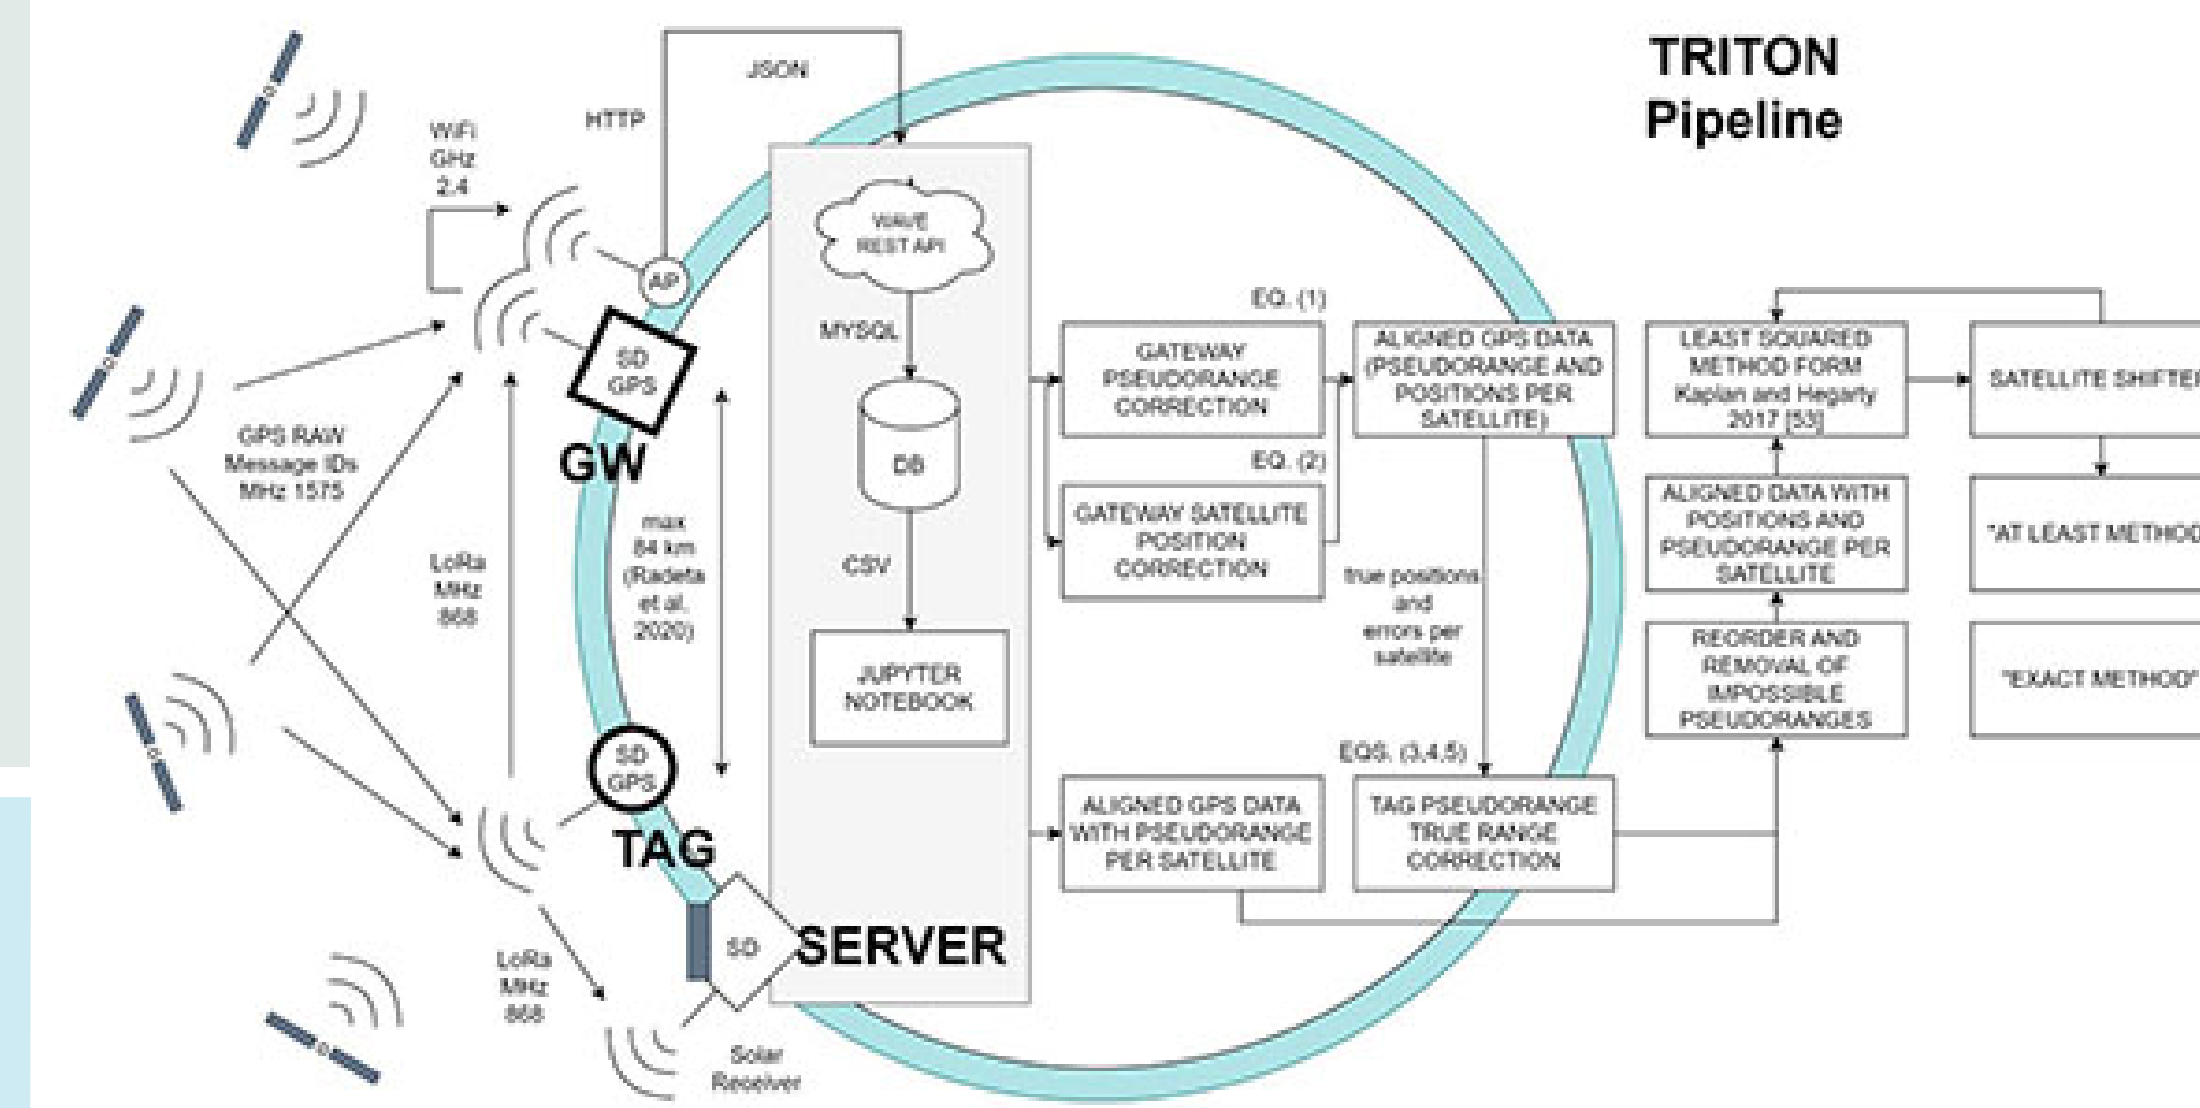 TRITON
Pipeline
JSON
HTTP
WiFi
GHz
2.4
AP
WAVE
REST API
MYSQL
DB
CSV
JUPYTER
NOTEBOOK
SERVER
SD
GPS
GW
GPS RAW
Message IDs
MHz 1575
LoRa
MHz
868
max
84 km
(Radeta
et al.
2020)
SD
GPS
TAG
SD
LoRa
MHz
868
Solar
Receiver
EQ. (1)
GATEWAY
PSEUDORANGE
CORRECTION
EQ. (2)
GATEWAY SATELLITE
POSITION
CORRECTION
ALIGNED GPS DATA
(PSEUDORANGE AND
POSITIONS PER
SATELLITE)
true positions
and
errors per
satellite
EQS. (3,4,5)
ALIGNED GPS DATA
WITH PSEUDORANGE
PER SATELLITE
TAG PSEUDORANGE
TRUE RANGE
CORRECTION
LEAST SQUARED
METHOD FORM
Kaplan and Hegarty
2017 [53]
ALIGNED DATA WITH
POSITIONS AND
PSEUDORANGE PER
SATELLITE
REORDER AND
REMOVAL OF
IMPOSSIBLE
PSEUDORANGES
SATELLITE SHIFTE
"AT LEAST METHOD
"EXACT METHOD"